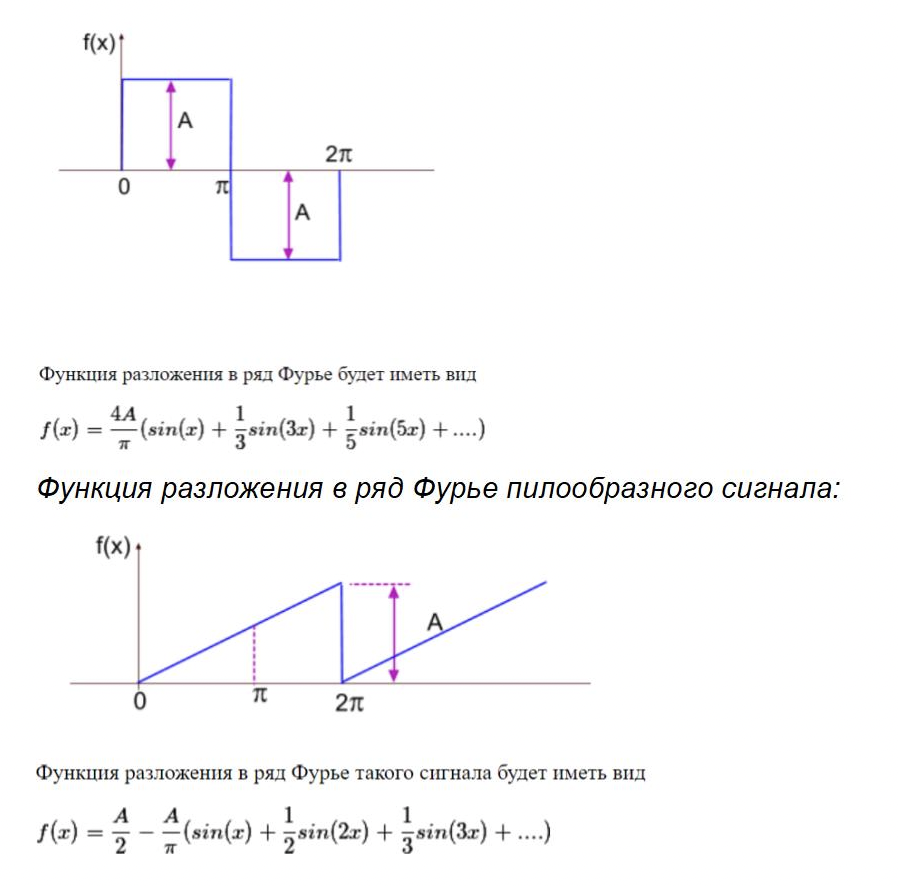 f(x)
A
2π
0
π
A
Функция разложения в ряд Фурье будет иметь вид
f(x) = 4A/π (sin(x) + 1/3 sin(3x) + 1/5 sin(5x) + ....)
Функция разложения в ряд Фурье пилообразного сигнала:
f(x)
A
0
π
2π
Функция разложения в ряд Фурье такого сигнала будет иметь вид
f(x) = A/2 − A/π (sin(x) + 1/2 sin(2x) + 1/3 sin(3x) + ....)